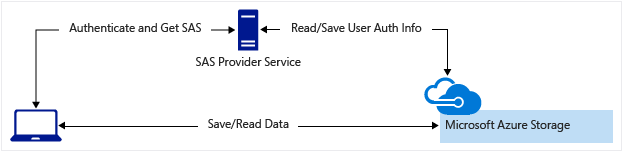 Authenticate and Get SAS
Read/Save User Auth Info
SAS Provider Service
Save/Read Data
Microsoft Azure Storage